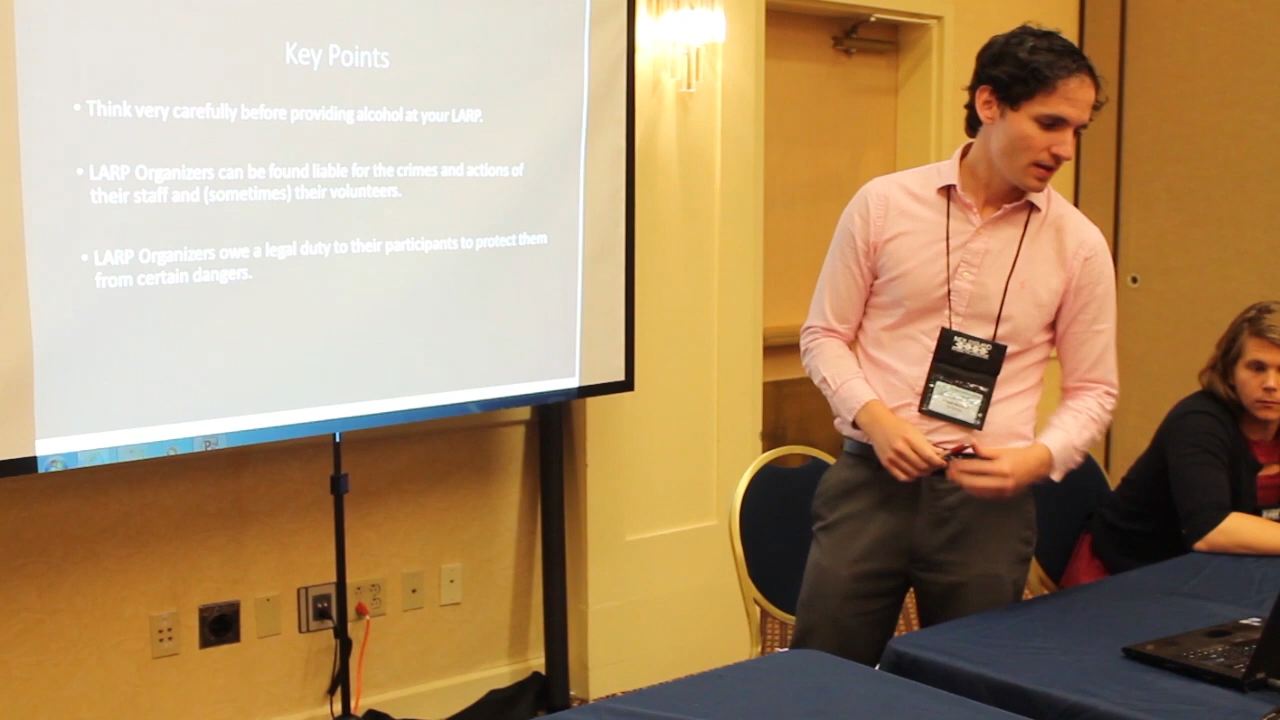 Key Points
• Think very carefully before providing alcohol at your LARP.
• LARP Organizers can be found liable for the crimes and actions of
their staff and (sometimes) their volunteers.
• LARP Organizers owe a legal duty to their participants to protect them
from certain dangers.